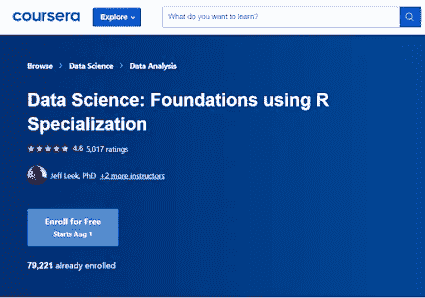 coursera
Explore
What do you want to learn?
Browse > Data Science > Data Analysis
Data Science: Foundations using R
Specialization
4.6 5,017 ratings
Jeff Leek, PhD +2 more instructors
Enroll for Free
Starts Aug 1
79,221 already enrolled